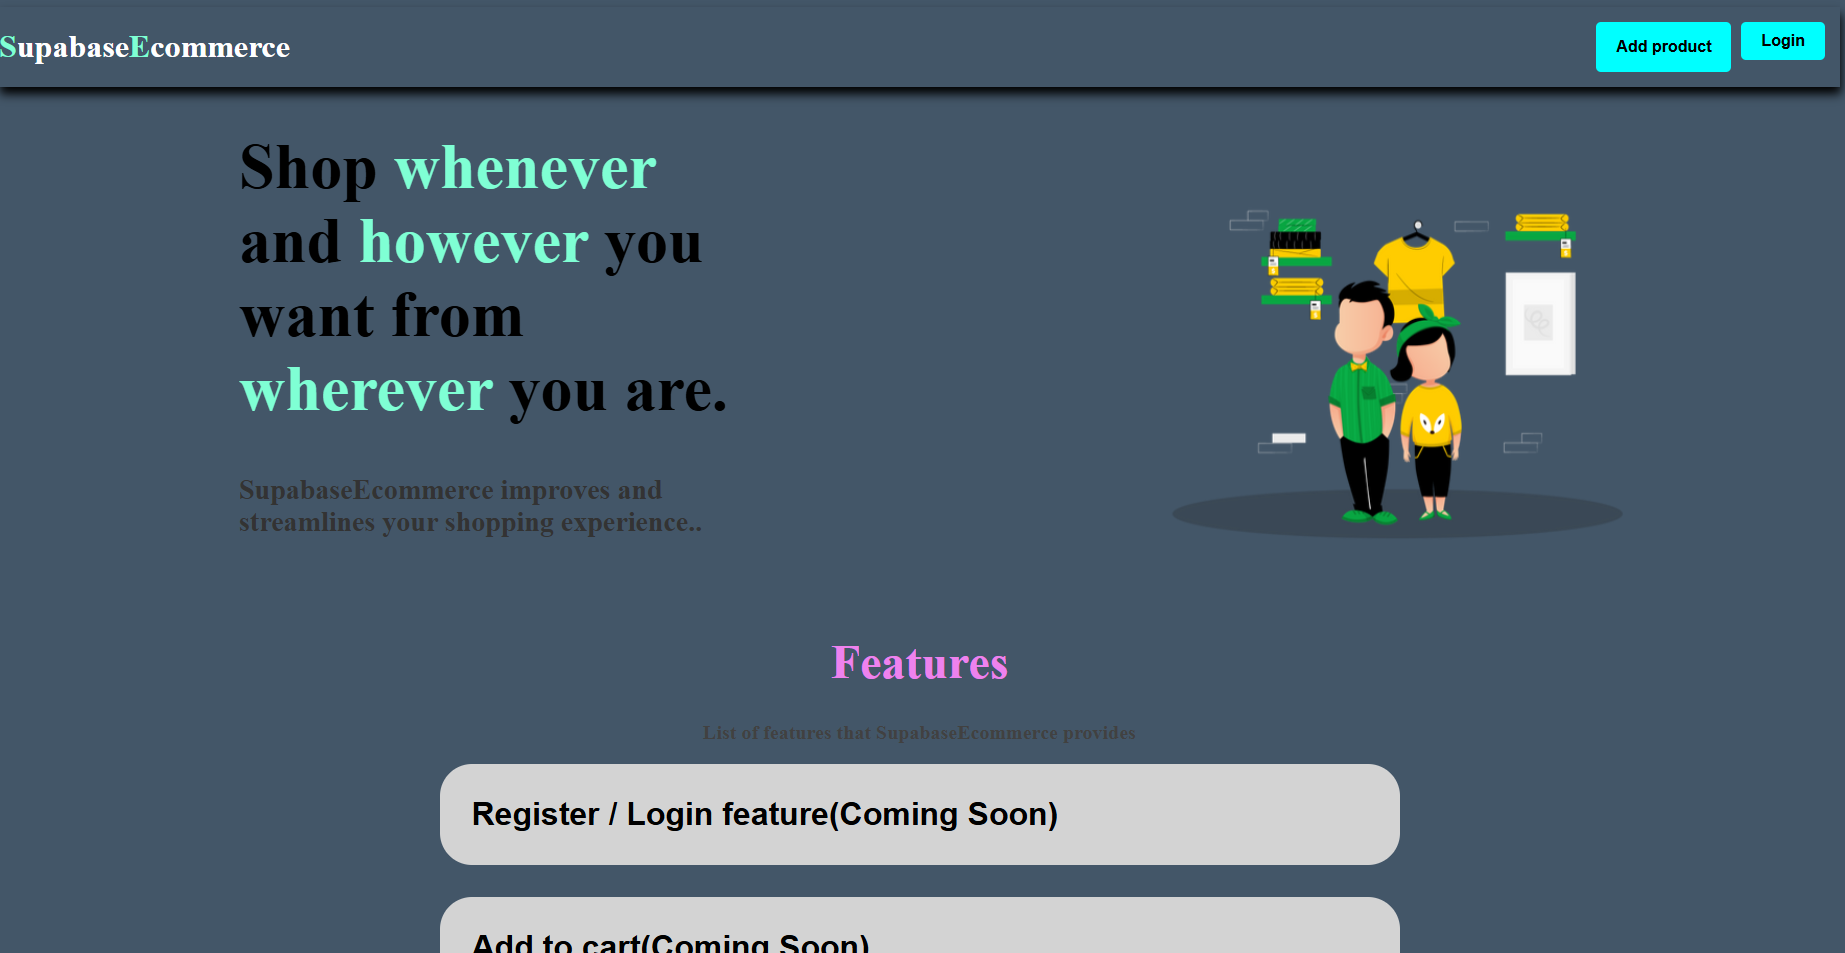 SupabaseEcommerce
Add product
Login
Shop whenever
and however you
want from
wherever you are.
SupabaseEcommerce improves and
streamlines your shopping experience..
Features
List of features that SupabaseEcommerce provides
Register / Login feature(Coming Soon)
Add to cart(Coming Soon)